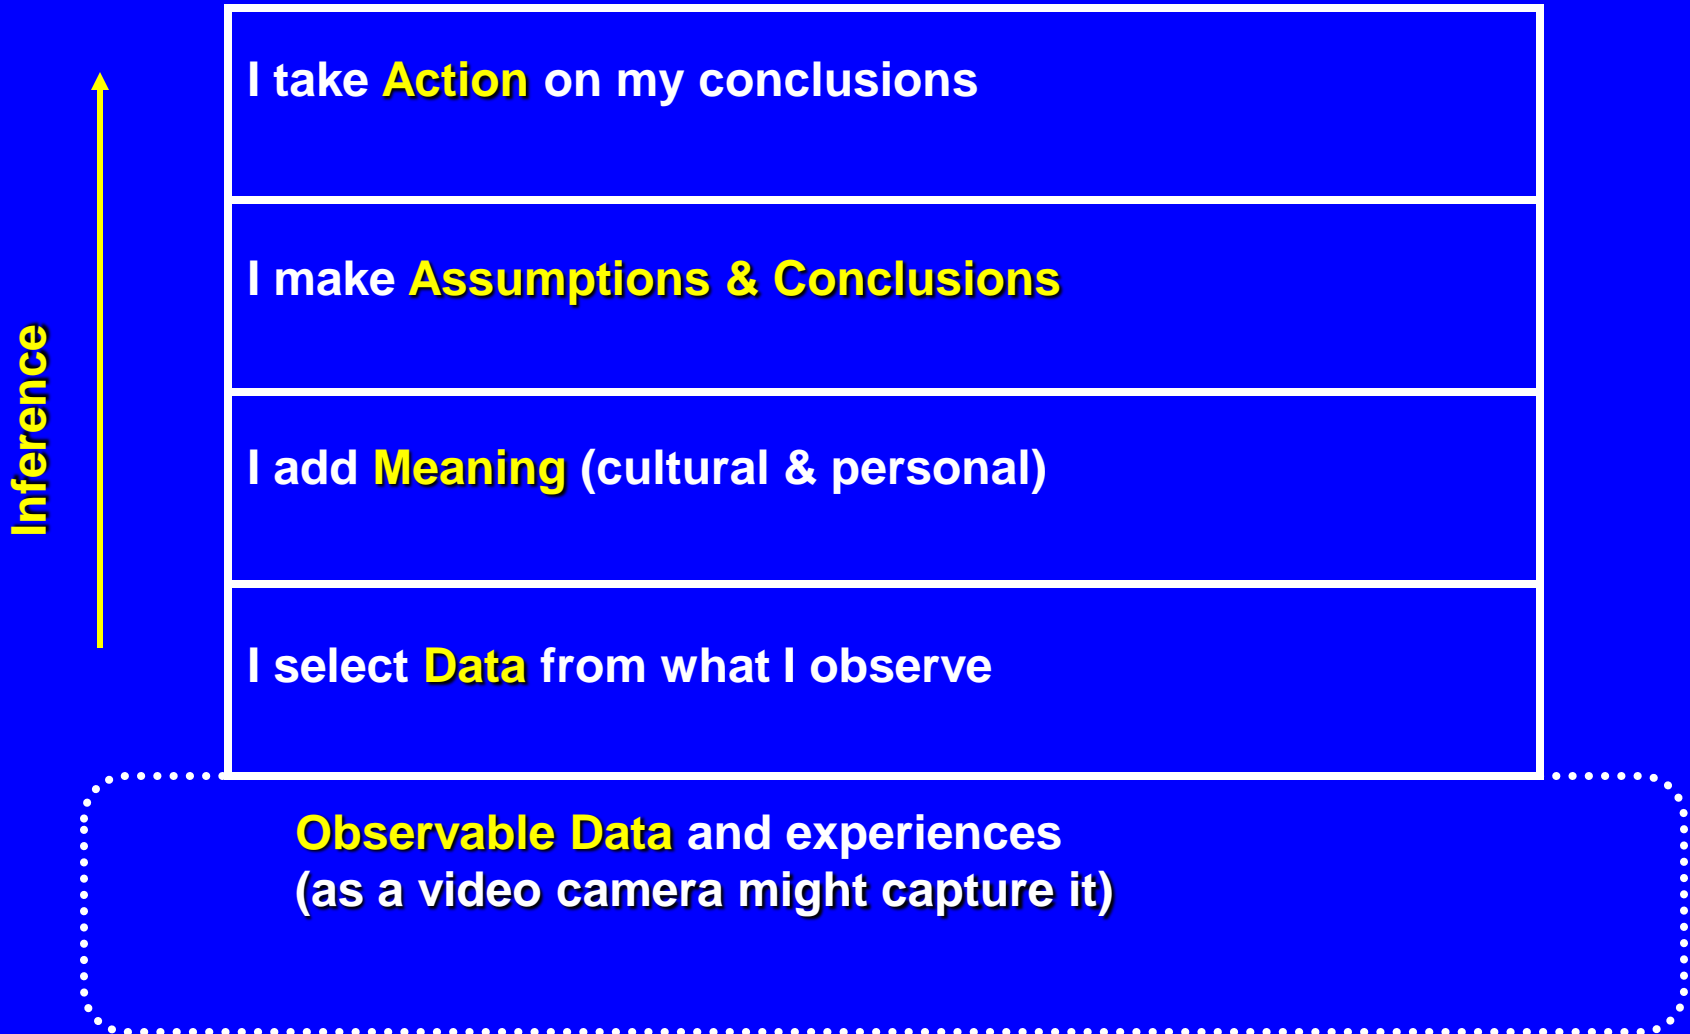 I take Action on my conclusions
I make Assumptions & Conclusions
Inference
I add Meaning (cultural & personal)
I select Data from what I observe
Observable Data and experiences
(as a video camera might capture it)